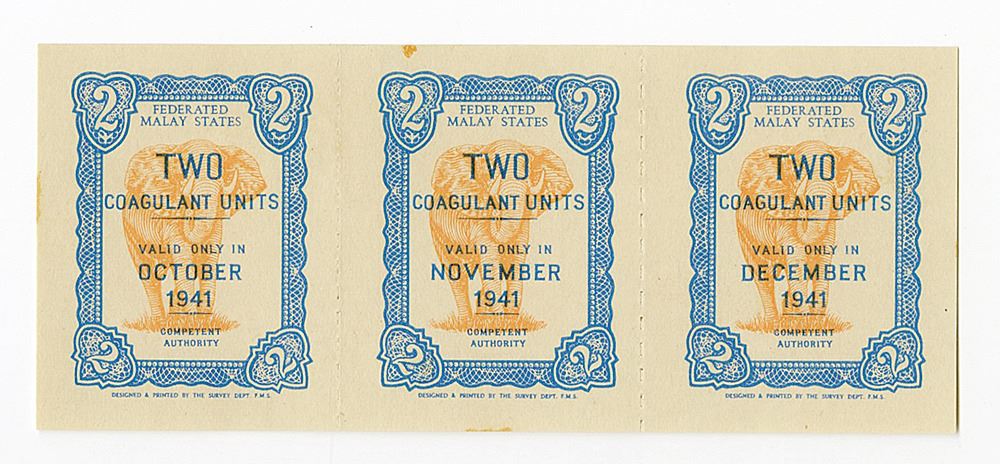 2 2
FEDERATED
MALAY STATES
TWO
COAGULANT UNITS
VALID ONLY IN
OCTOBER
1941
COMPETENT
AUTHORITY
2 2
DESIGNED & PRINTED BY THE SURVEY DEPT. F.M.S.
2 2
FEDERATED
MALAY STATES
TWO
COAGULANT UNITS
VALID ONLY IN
NOVEMBER
1941
COMPETENT
AUTHORITY
2 2
DESIGNED & PRINTED BY THE SURVEY DEPT. F.M.S.
2 2
FEDERATED
MALAY STATES
TWO
COAGULANT UNITS
VALID ONLY IN
DECEMBER
1941
COMPETENT
AUTHORITY
2 2
DESIGNED & PRINTED BY THE SURVEY DEPT. F.M.S.